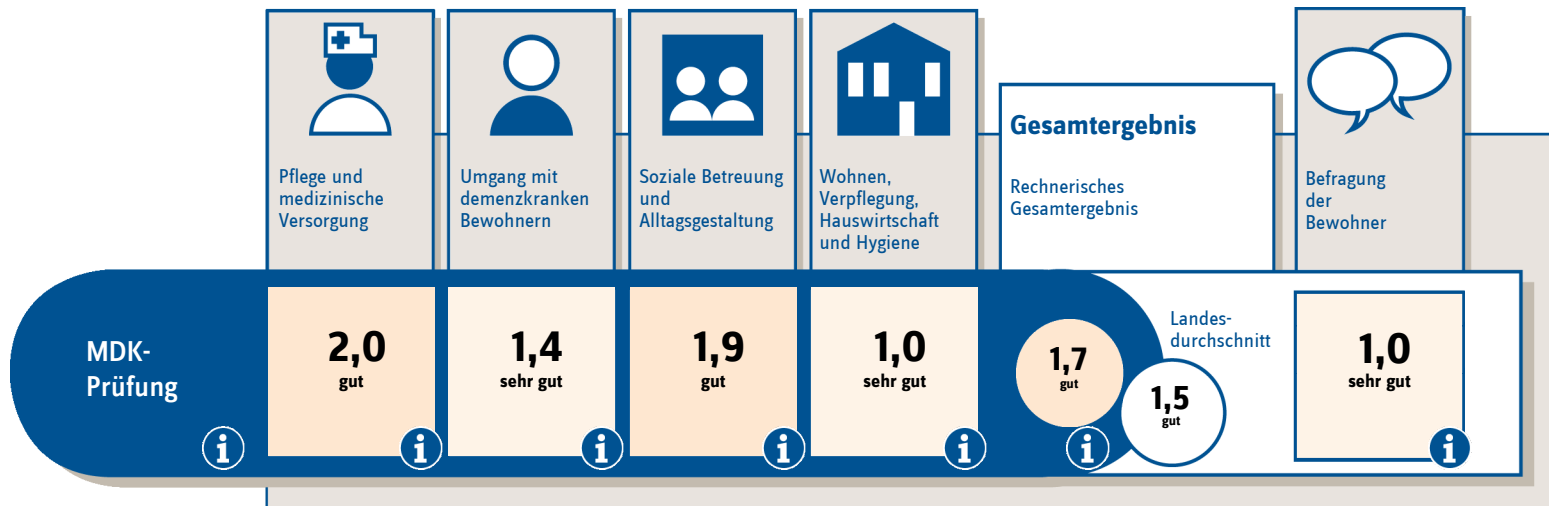 Pflege und
medizinische
Versorgung
Umgang mit
demenzkranken
Bewohnern
Soziale Betreuung
und
Alltagsgestaltung
Wohnen,
Verpflegung,
Hauswirtschaft
und Hygiene
Gesamtergebnis
Rechnerisches
Gesamtergebnis
Befragung
der
Bewohner
MDK-
Prüfung
i
2,0
gut
i
1,4
sehr gut
i
1,9
gut
i
1,0
sehr gut
i
1,7
gut
i
Landes-
durchschnitt
1,5
gut
1,0
sehr gut
i